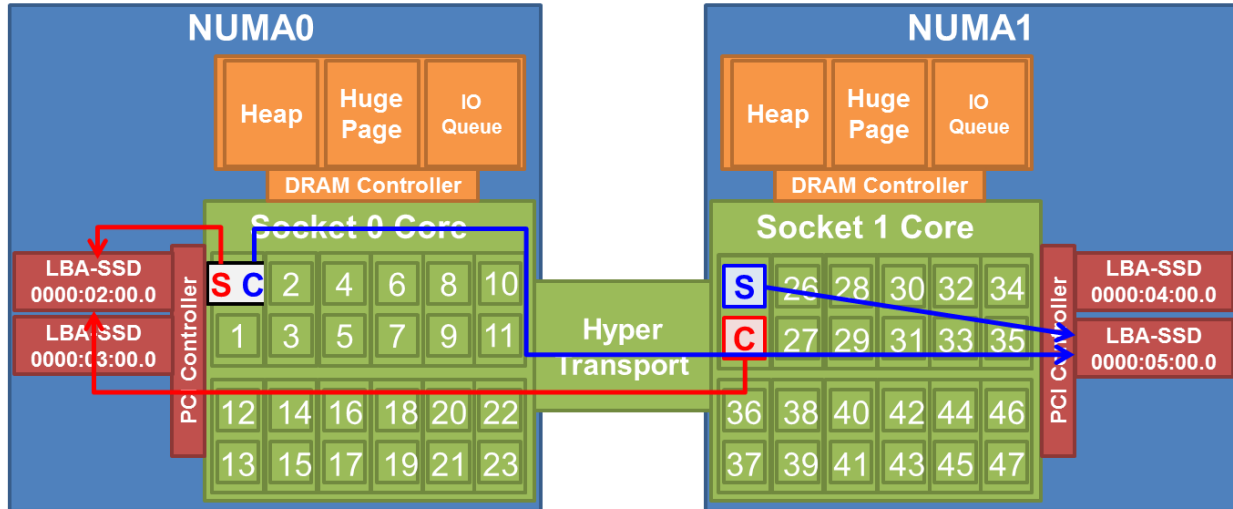 NUMA0
Heap
Huge
Page
IO
Queue
DRAM Controller
Socket 0 Core
LBA-SSD
0000:02:00.0
LBA-SSD
0000:03:00.0
PCI Controller
S C 2 4 6 8 10
1 3 5 7 9 11
12 14 16 18 20 22
13 15 17 19 21 23
Hyper
Transport
NUMA1
Heap
Huge
Page
IO
Queue
DRAM Controller
Socket 1 Core
S 26 28 30 32 34
C 27 29 31 33 35
36 38 40 42 44 46
37 39 41 43 45 47
PCI Controller
LBA-SSD
0000:04:00.0
LBA-SSD
0000:05:00.0